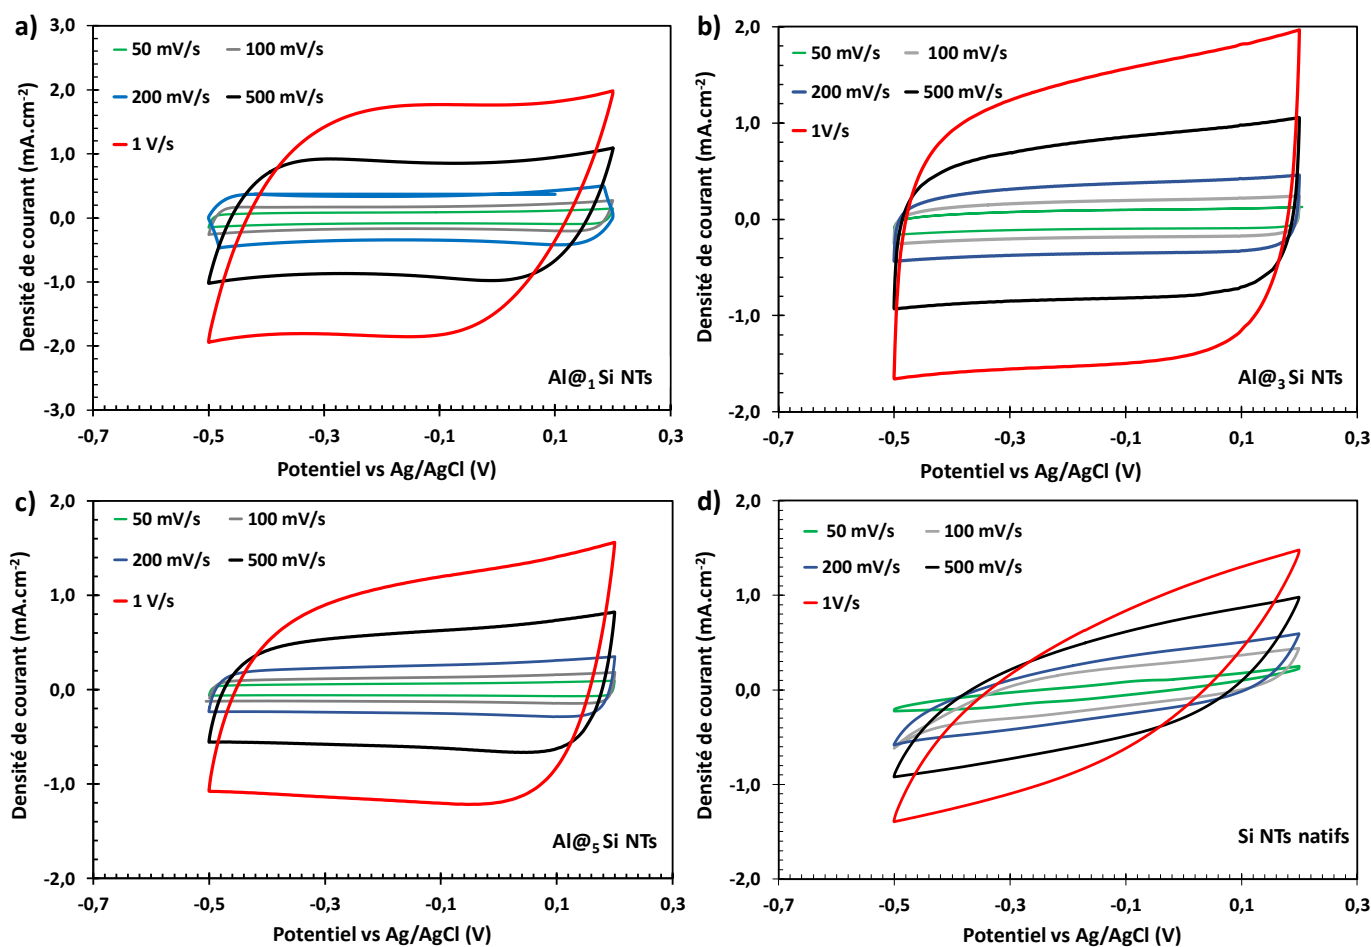 a)
3,0
2,0
1,0
0,0
-1,0
-2,0
-3,0
Densité de courant (mA.cm-2)
50 mV/s
100 mV/s
200 mV/s
500 mV/s
1 V/s
Al@1Si NTs
-0,7
-0,5
-0,3
-0,1
0,1
0,3
Potentiel vs Ag/AgCl (V)
b)
2,0
1,0
0,0
-1,0
-2,0
Densité de courant (mA.cm-2)
50 mV/s
100 mV/s
200 mV/s
500 mV/s
1V/s
Al@3Si NTs
-0,7
-0,5
-0,3
-0,1
0,1
0,3
Potentiel vs Ag/AgCl (V)
c)
2,0
1,0
0,0
-1,0
-2,0
Densité de courant (mA.cm-2)
50 mV/s
100 mV/s
200 mV/s
500 mV/s
1 V/s
Al@5Si NTs
-0,7
-0,5
-0,3
-0,1
0,1
0,3
Potentiel vs Ag/AgCl (V)
d)
2,0
1,0
0,0
-1,0
-2,0
Densité de courant (mA.cm-2)
50 mV/s
100 mV/s
200 mV/s
500 mV/s
1V/s
Si NTs natifs
-0,7
-0,5
-0,3
-0,1
0,1
0,3
Potentiel vs Ag/AgCl (V)